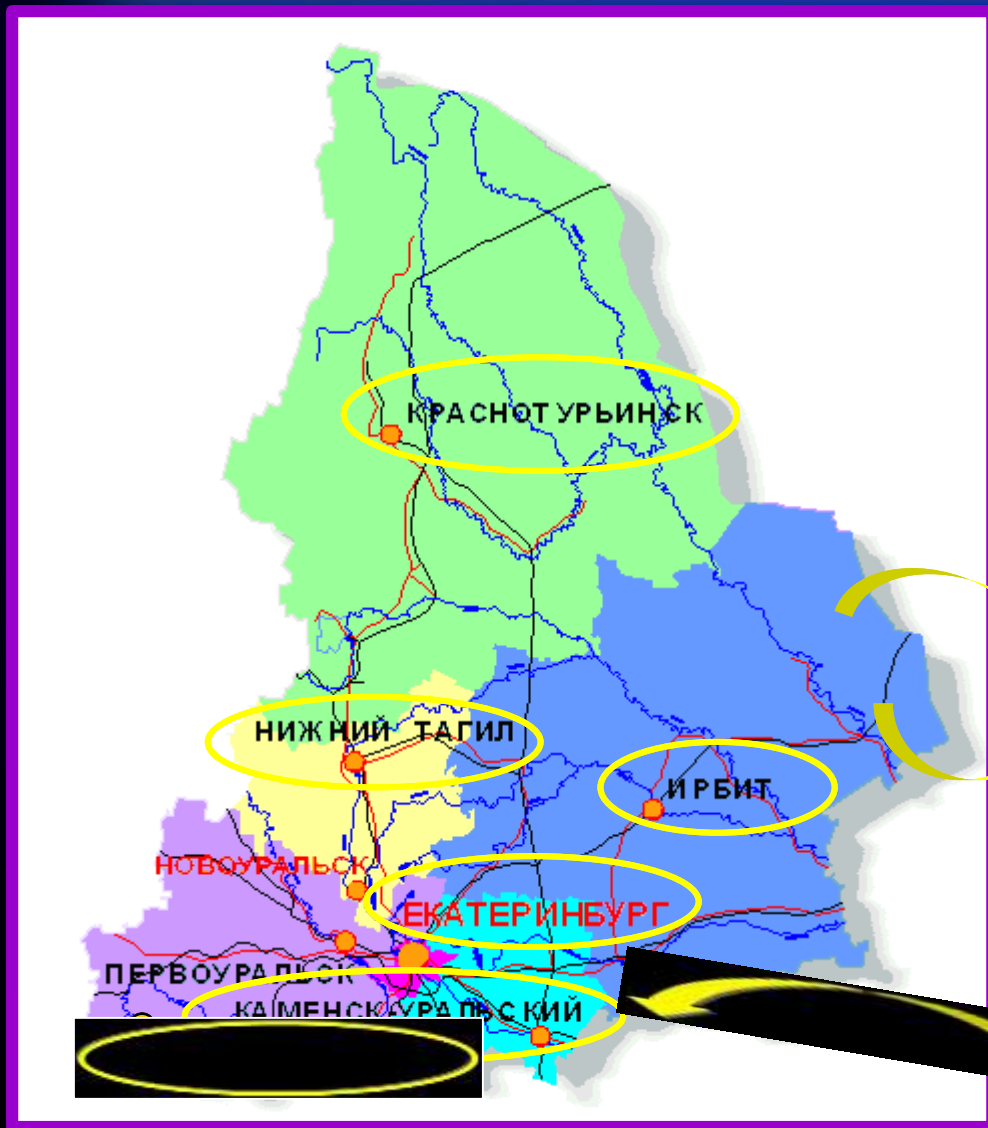 КРАСНОТУРЬИНСК
НИЖНИЙ ТАГИЛ
ИРБИТ
НОВОУРАЛЬСК
ЕКАТЕРИНБУРГ
ПЕРВОУРАЛЬСК
КАМЕНСК-УРАЛЬСКИЙ